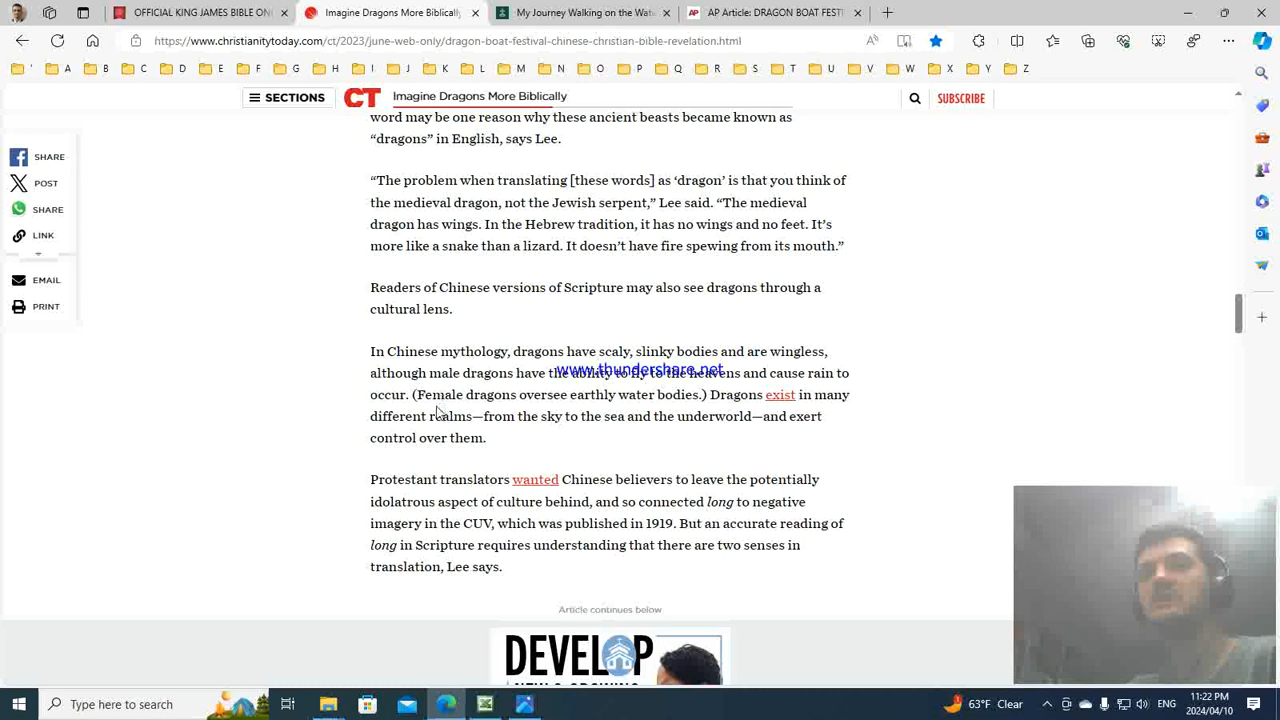 OFFICIAL KING JAMES BIBLE ON
Imagine Dragons More Biblically
My Journey Walking on the Wat
AP Article: DRAGON BOAT FEST
https://www.christianitytoday.com/ct/2023/june-web-only/dragon-boat-festival-chinese-christian-bible-revelation.html
' A B C D E F G H I J K L M N O P Q R S T U V W X Y Z
SECTIONS CT Imagine Dragons More Biblically SUBSCRIBE
word may be one reason why these ancient beasts became known as
“dragons” in English, says Lee.
“The problem when translating [these words] as ‘dragon’ is that you think of
the medieval dragon, not the Jewish serpent,” Lee said. “The medieval
dragon has wings. In the Hebrew tradition, it has no wings and no feet. It’s
more like a snake than a lizard. It doesn’t have fire spewing from its mouth.”
Readers of Chinese versions of Scripture may also see dragons through a
cultural lens.
In Chinese mythology, dragons have scaly, slinky bodies and are wingless,
www.thundershare.net
although male dragons have the ability to fly to the heavens and cause rain to
occur. (Female dragons oversee earthly water bodies.) Dragons exist in many
different realms—from the sky to the sea and the underworld—and exert
control over them.
Protestant translators wanted Chinese believers to leave the potentially
idolatrous aspect of culture behind, and so connected long to negative
imagery in the CUV, which was published in 1919. But an accurate reading of
long in Scripture requires understanding that there are two senses in
translation, Lee says.
Article continues below
DEVELOP
SHARE
POST
SHARE
LINK
EMAIL
PRINT
Type here to search
63°F Clear
11:22 PM
2024/04/10